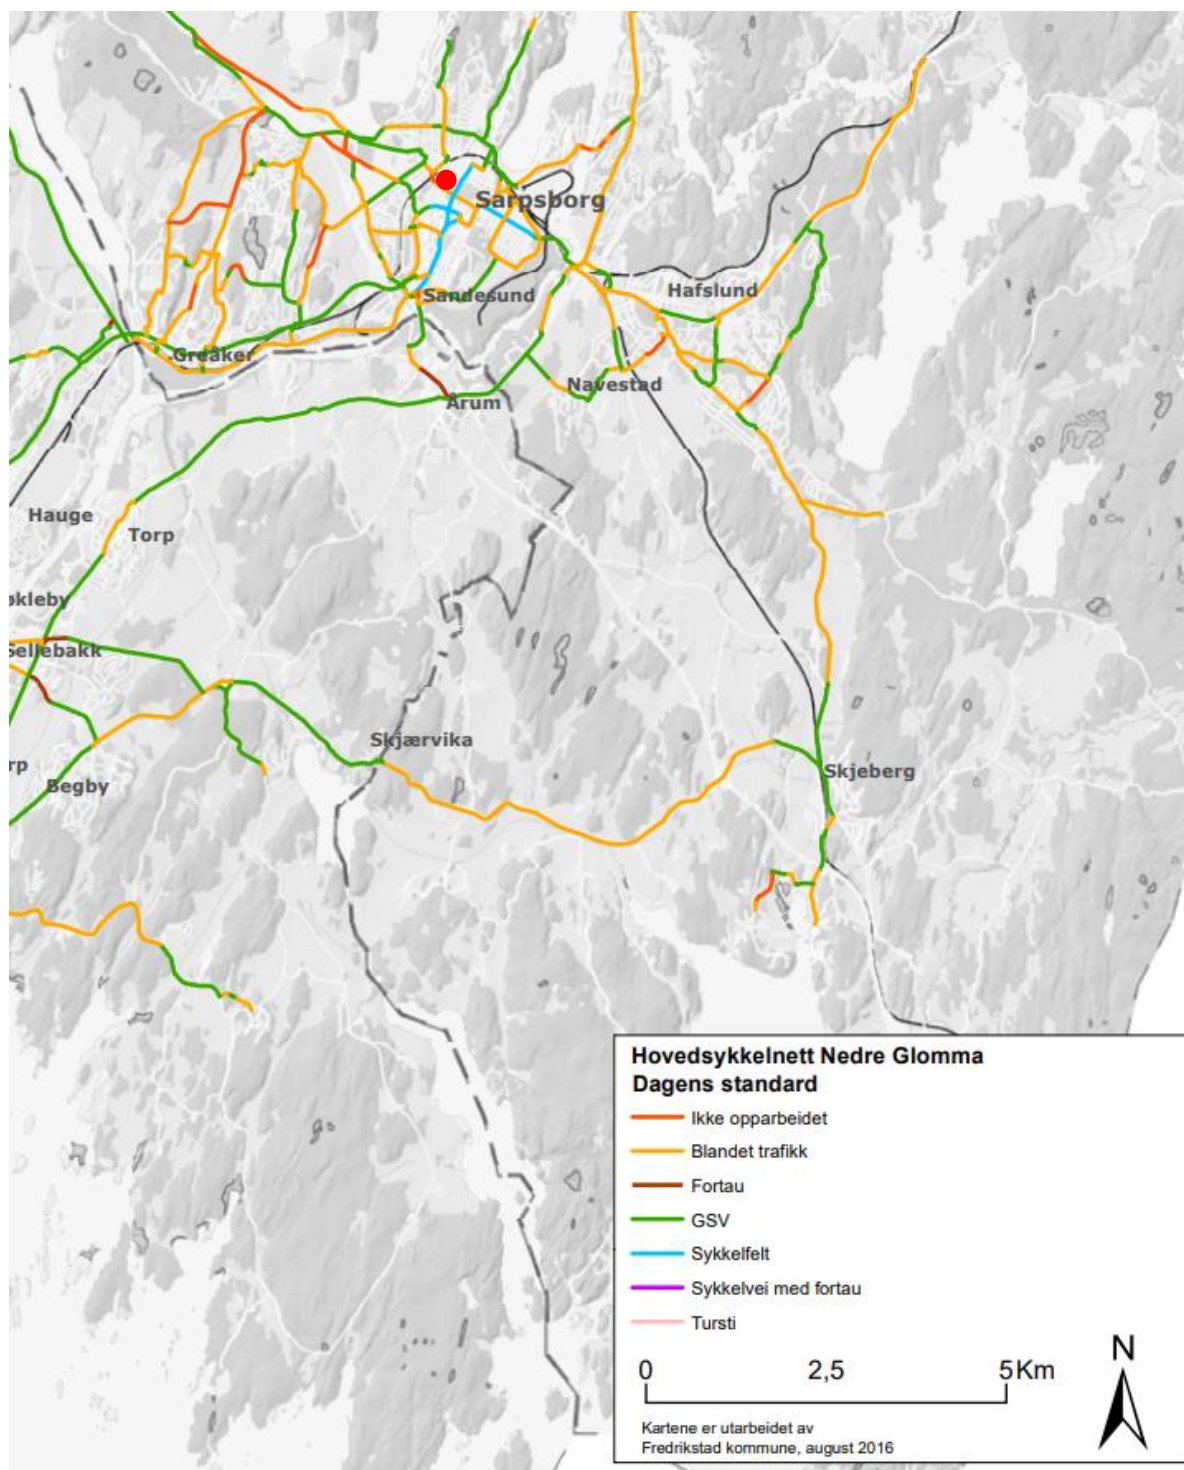 Sarpsborg
Hafslund
Sandesund
Greåker
Navestad
Årum
Hauge
Torp
okleby
Sellebakk
Skjærvika
rp
Skjeberg
Begby
Hovedsykkelnett Nedre Glomma
Dagens standard
Ikke opparbeidet
Blandet trafikk
Fortau
GSV
Sykkelfelt
Sykkelvei med fortau
Tursti
N
0 2,5 5Km
Kartene er utarbeidet av
Fredrikstad kommune, august 2016